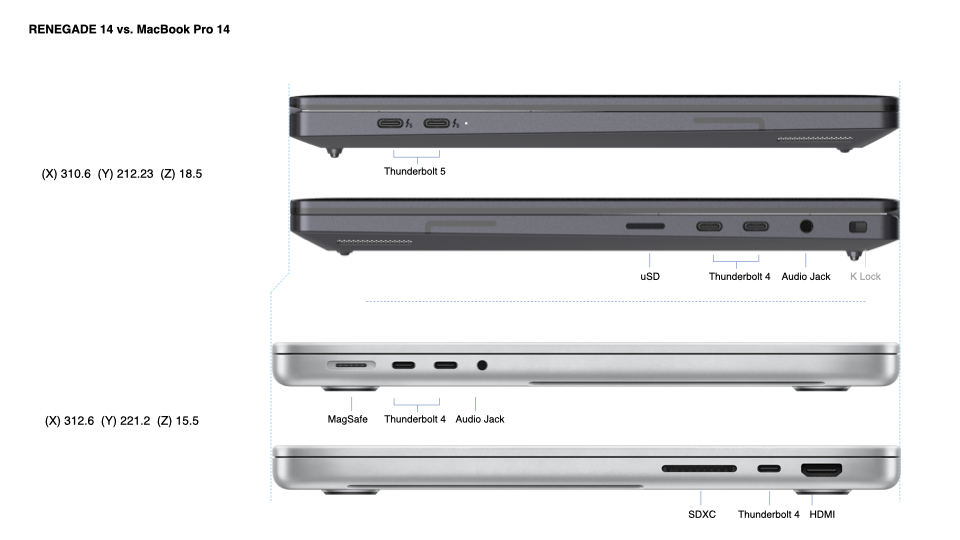 RENEGADE 14 vs. MacBook Pro 14
Thunderbolt 5
(X) 310.6 (Y) 212.23 (Z) 18.5
uSD Thunderbolt 4 Audio Jack K Lock
MagSafe Thunderbolt 4 Audio Jack
(X) 312.6 (Y) 221.2 (Z) 15.5
SDXC Thunderbolt 4 HDMI